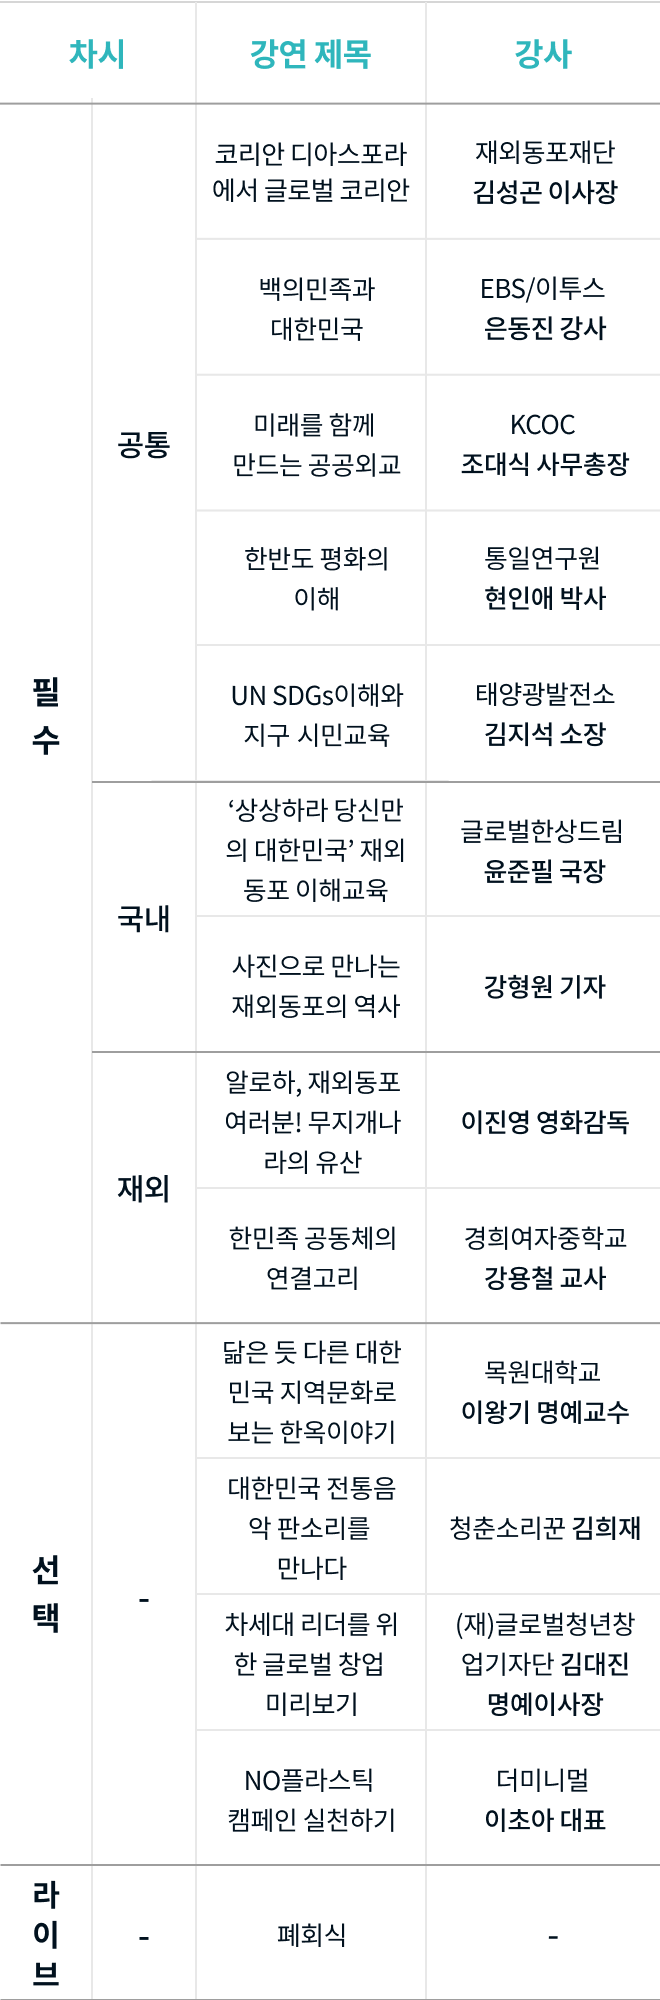 차시
강연 제목
강사
필
수
공통
코리안 디아스포라
에서 글로벌 코리안
재외동포재단
김성곤 이사장
백의민족과
대한민국
EBS/이투스
은동진 강사
미래를 함께
만드는 공공외교
KCOC
조대식 사무총장
한반도 평화의
이해
통일연구원
현인애 박사
UN SDGs이해와
지구 시민교육
태양광발전소
김지석 소장
국내
‘상상하라 당신만
의 대한민국’ 재외
동포 이해교육
글로벌한상드림
윤준필 국장
사진으로 만나는
재외동포의 역사
강형원 기자
재외
알로하, 재외동포
여러분! 무지개나
라의 유산
이진영 영화감독
한민족 공동체의
연결고리
경희여자중학교
강용철 교사
선
택
-
닮은 듯 다른 대한
민국 지역문화로
보는 한옥이야기
목원대학교
이왕기 명예교수
대한민국 전통음
악 판소리를
만나다
청춘소리꾼 김희재
차세대 리더를 위
한 글로벌 창업
미리보기
(재)글로벌청년창
업기자단 김대진
명예이사장
NO플라스틱
캠페인 실천하기
더미니멀
이초아 대표
라
이
브
-
폐회식
-